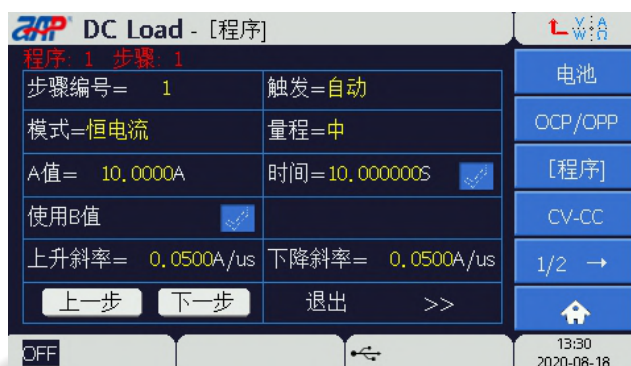 ZAP DC Load - [程序]
程序: 1 步骤: 1
步骤编号= 1 触发=自动
模式=恒电流 量程=中
A值= 10.0000A 时间=10.000000S
使用B值
上升斜率= 0.0500A/us 下降斜率= 0.0500A/us
上一步 下一步 退出 >>
OFF
电池
OCP/OPP
[程序]
CV-CC
1/2 →
13:30
2020-08-18